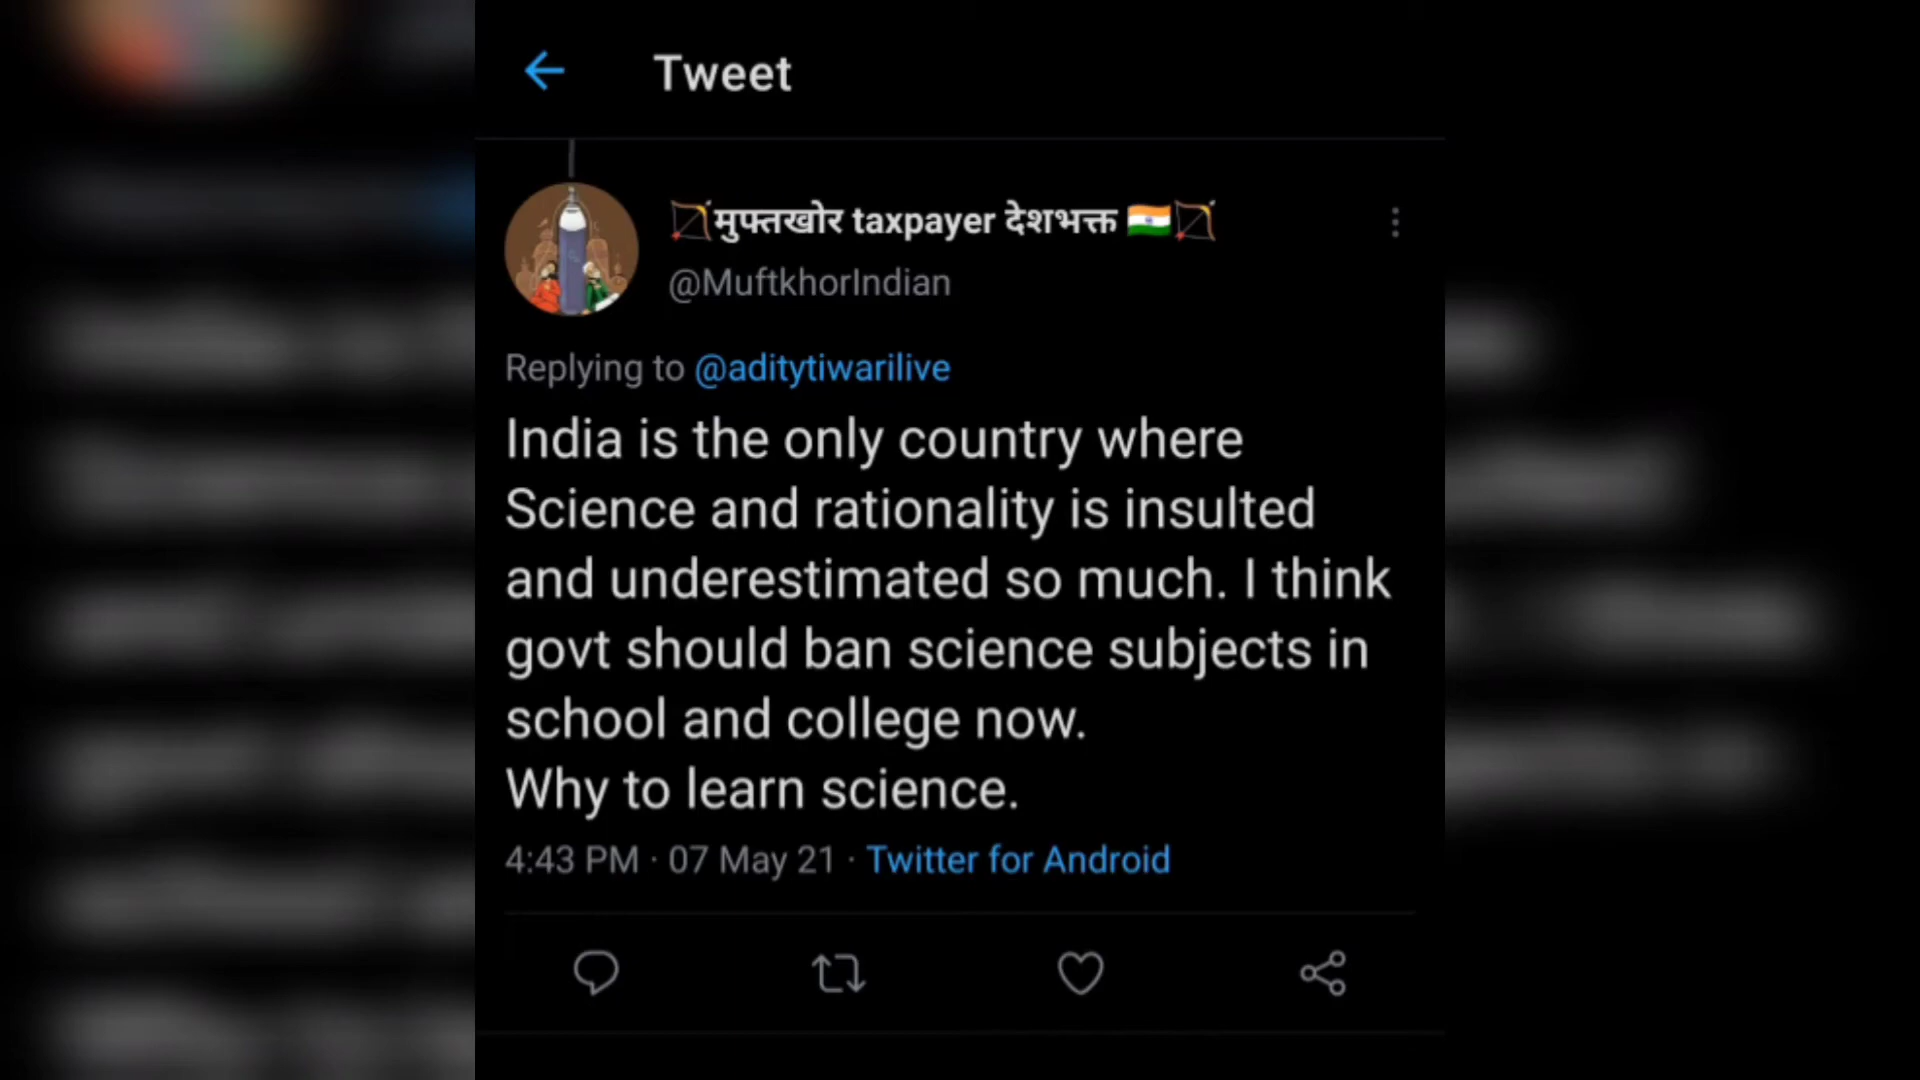 Tweet
मुफ्तखोर taxpayer देशभक्त
@MuftkhorIndian
Replying to @aditytiwarilive
India is the only country where
Science and rationality is insulted
and underestimated so much. I think
govt should ban science subjects in
school and college now.
Why to learn science.
4:43 PM · 07 May 21 · Twitter for Android